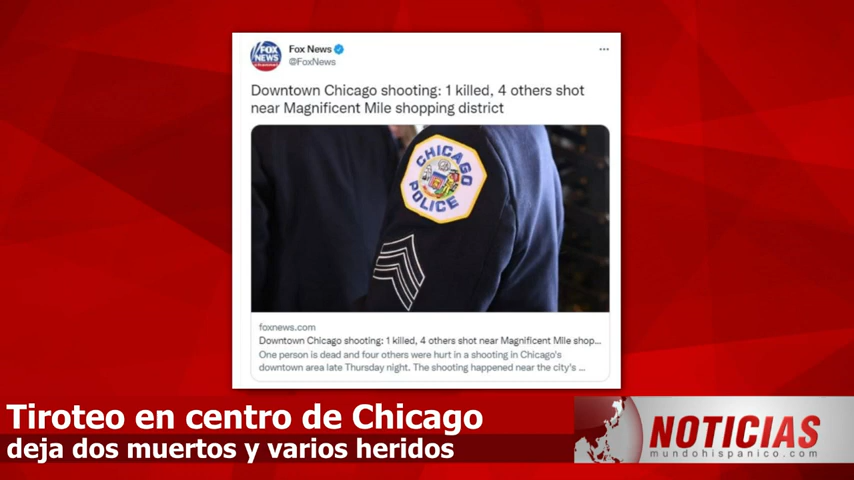 FOX
NEWS
Fox News
@FoxNews
Downtown Chicago shooting: 1 killed, 4 others shot
near Magnificent Mile shopping district
CHICAGO
POLICE
foxnews.com
Downtown Chicago shooting: 1 killed, 4 others shot near Magnificent Mile shop...
One person is dead and four others were hurt in a shooting in Chicago's
downtown area late Thursday night. The shooting happened near the city's ...
Tiroteo en centro de Chicago
deja dos muertos y varios heridos
NOTICIAS
mundohispanico.com